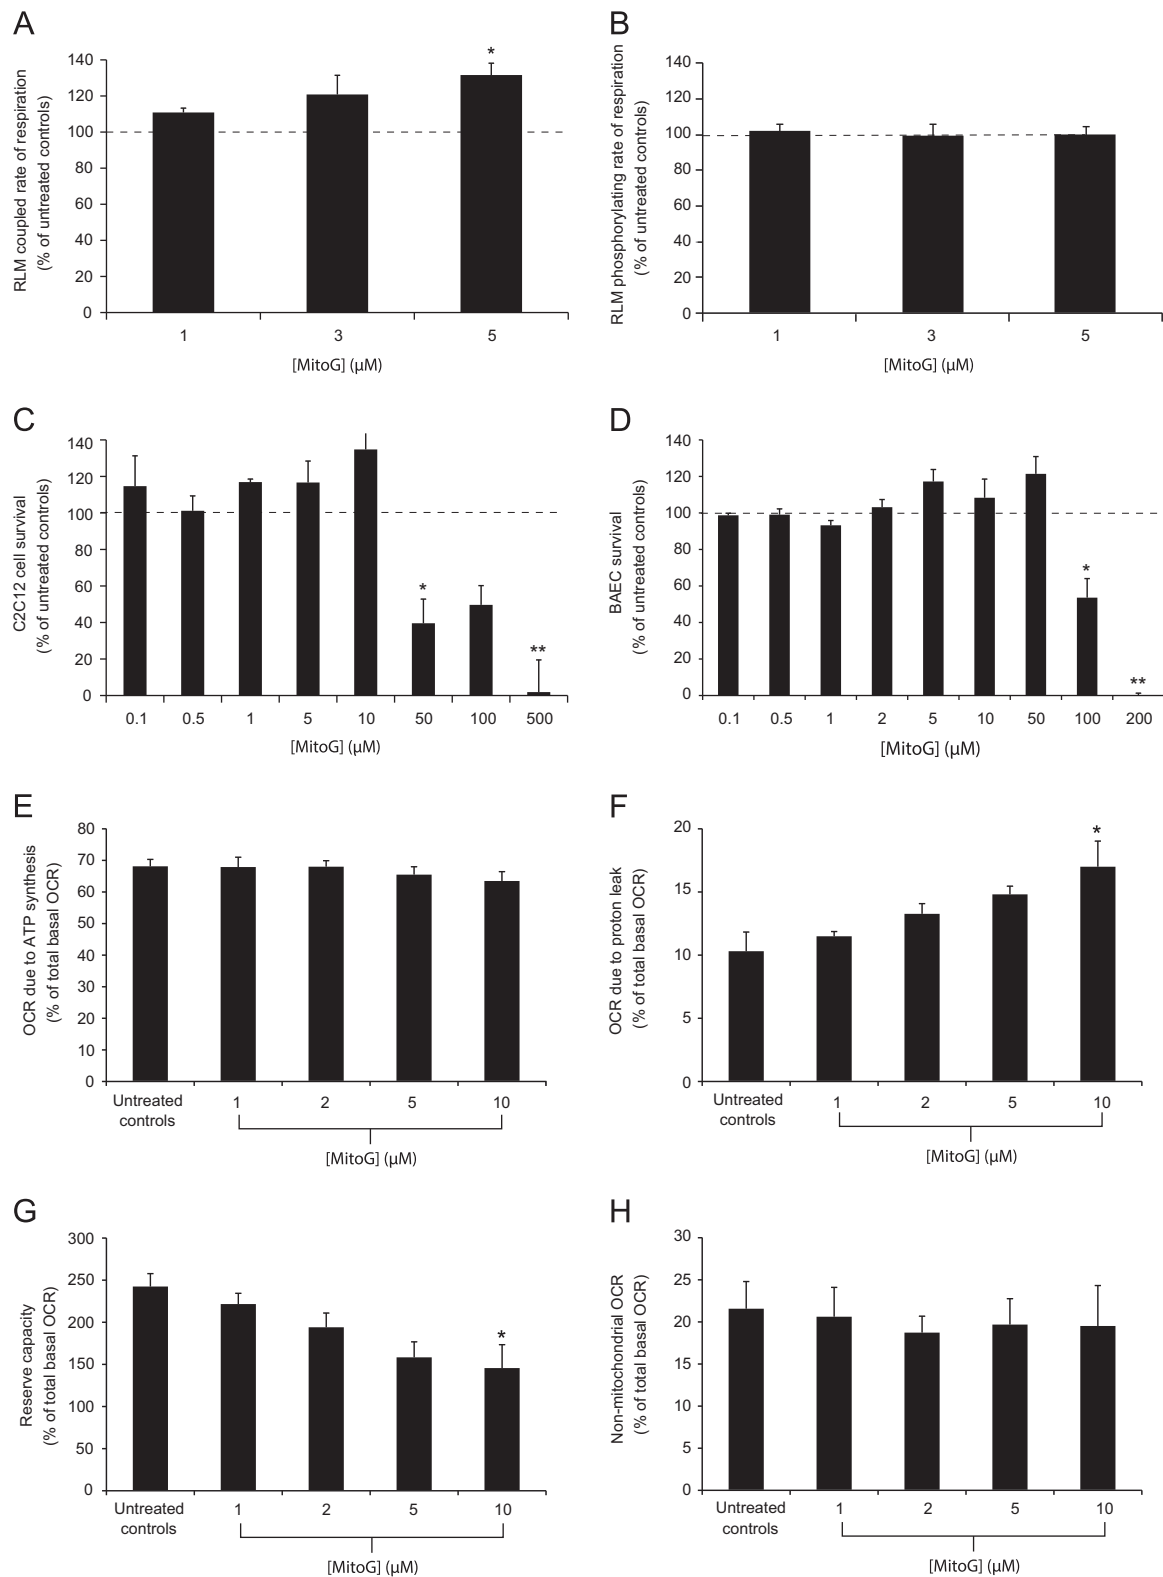 A
RLM coupled rate of respiration
(% of untreated controls)
140
120
100
80
60
40
20
0
*
1 3 5
[MitoG] (μM)
B
RLM phosphorylating rate of respiration
(% of untreated controls)
140
120
100
80
60
40
20
0
1 3 5
[MitoG] (μM)
C
C2C12 cell survival
(% of untreated controls)
140
120
100
80
60
40
20
0
*
**
0.1 0.5 1 5 10 50 100 500
[MitoG] (μM)
D
BAEC survival
(% of untreated controls)
140
120
100
80
60
40
20
0
*
**
0.1 0.5 1 2 5 10 50 100 200
[MitoG] (μM)
E
OCR due to ATP synthesis
(% of total basal OCR)
80
70
60
50
40
30
20
10
0
Untreated
controls
1 2 5 10
[MitoG] (μM)
F
OCR due to proton leak
(% of total basal OCR)
20
15
10
5
0
*
Untreated
controls
1 2 5 10
[MitoG] (μM)
G
Reserve capacity
(% of total basal OCR)
300
250
200
150
100
50
0
*
Untreated
controls
1 2 5 10
[MitoG] (μM)
H
Non-mitochondrial OCR
(% of total basal OCR)
30
25
20
15
10
5
0
Untreated
controls
1 2 5 10
[MitoG] (μM)